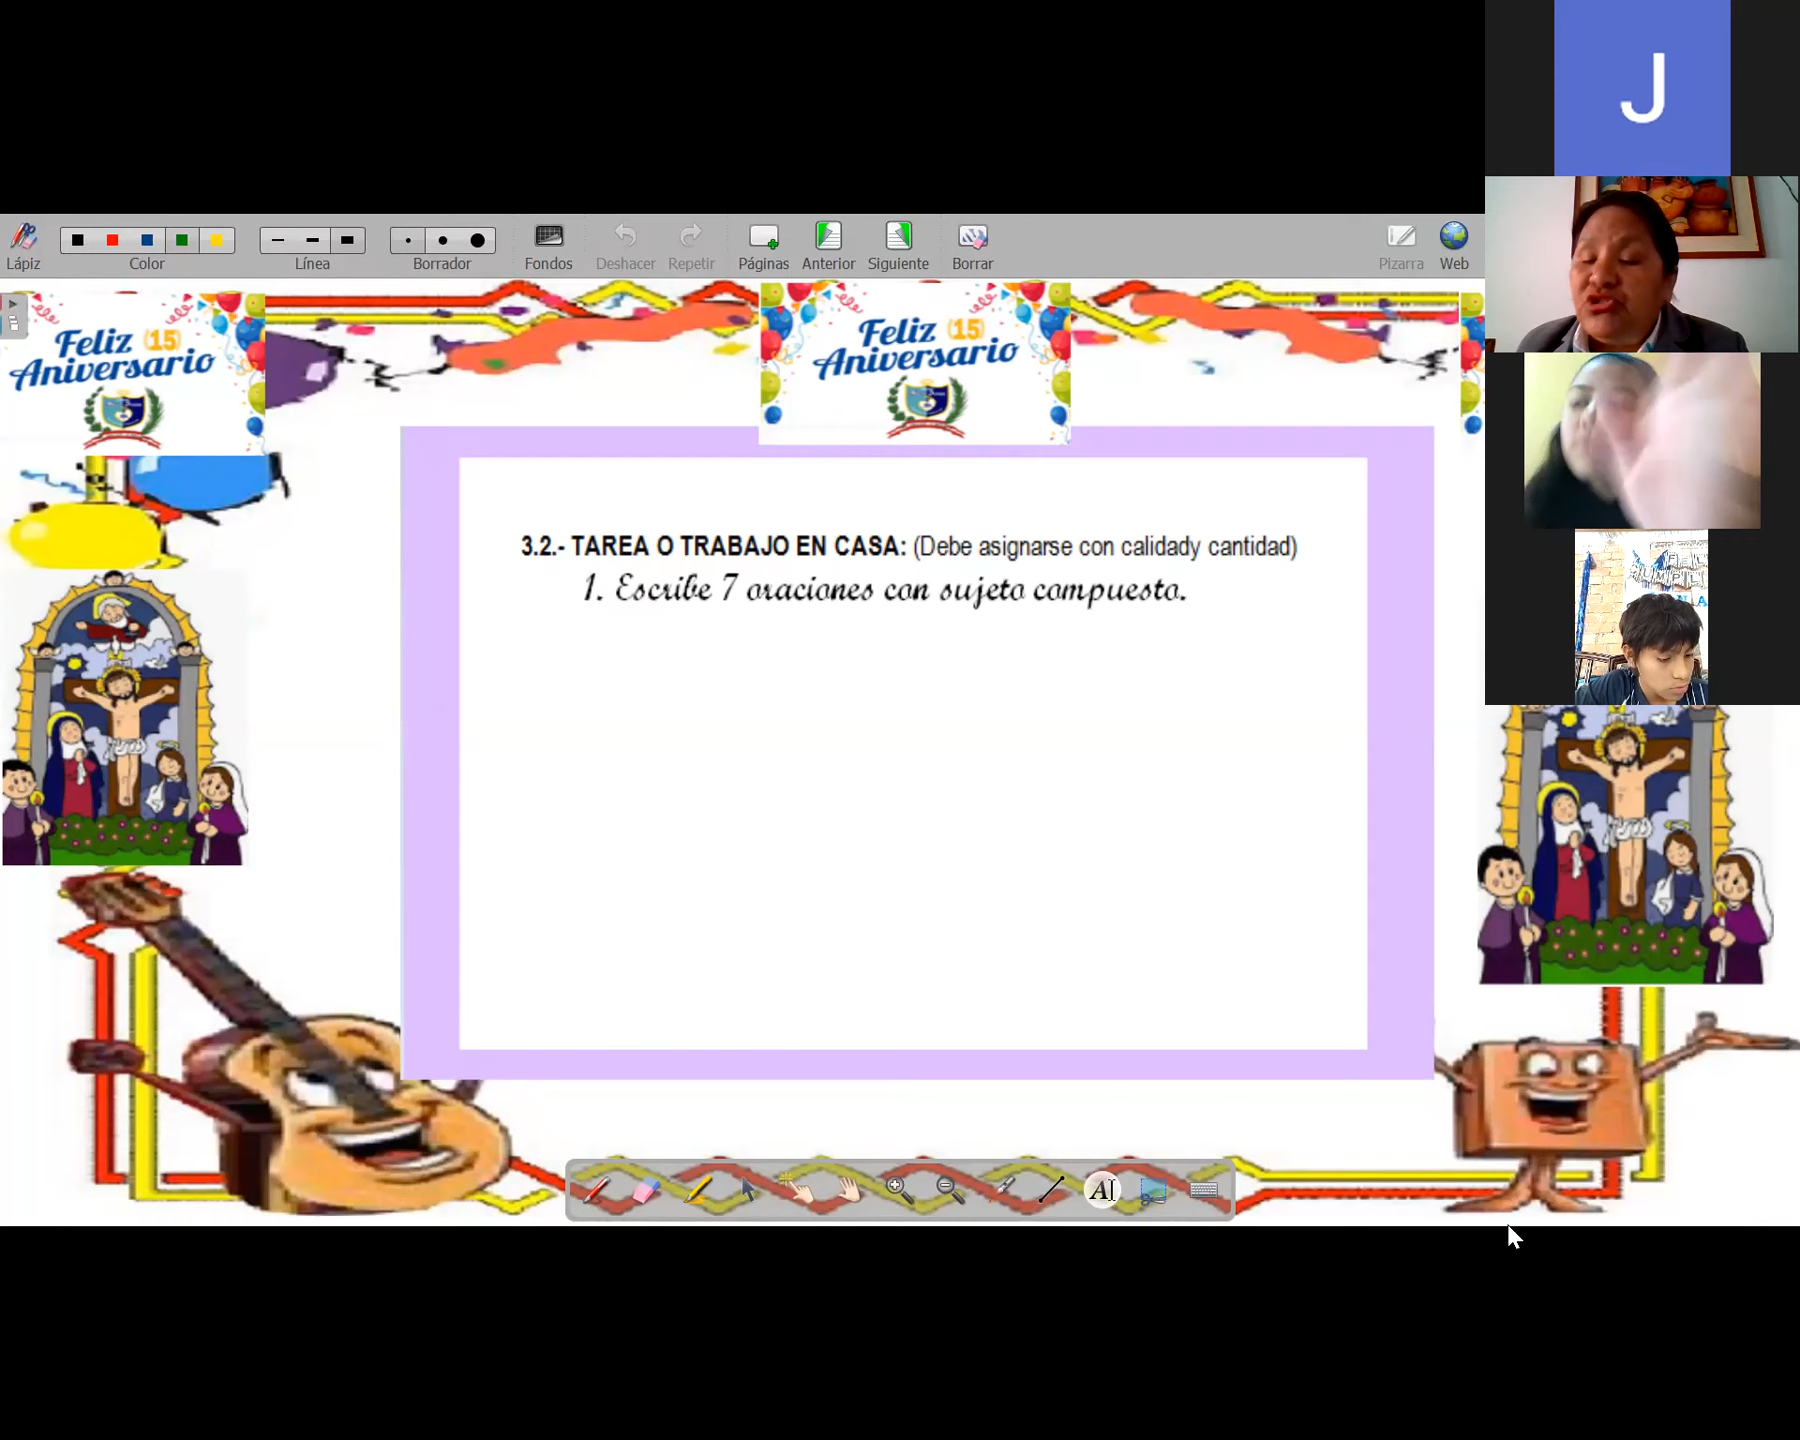 J
Lápiz
Color
Línea
Borrador
Fondos
Deshacer
Repetir
Páginas
Anterior
Siguiente
Borrar
Pizarra
Web
Feliz (15)
Aniversario
Feliz (15)
Aniversario
3.2.- TAREA O TRABAJO EN CASA: (Debe asignarse con calidady cantidad)
1. Escribe 7 oraciones con sujeto compuesto.
A